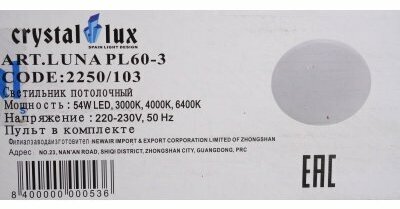 crystal lux
SPAIN LIGHT DESIGN
ART.LUNA PL60-3
CODE:2250/103
Светильник потолочный
Мощность: 54W LED, 3000K, 4000K, 6400K
Напряжение: 220-230V, 50 Hz
Пульт в комплекте
Филиалзаводаизготовител NEWAIR IMPORT & EXPORT CORPORATION LIMITED OF ZHONGSHAN
Адрес: NO.23, NAN'AN ROAD, SHIQI DISTRICT, ZHONGSHAN CITY, GUANGDONG, PRC
EAC
8 400000 000536